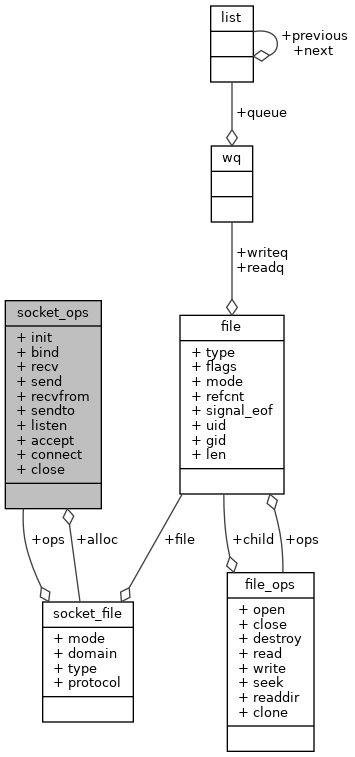 list
+previous
+next
+queue
wq
+writeq
+readq
socket_ops
+ init
+ bind
+ recv
+ send
+ recvfrom
+ sendto
+ listen
+ accept
+ connect
+ close
file
+ type
+ flags
+ mode
+ refcnt
+ signal_eof
+ uid
+ gid
+ len
+ops
+alloc
+file
+child
+ops
socket_file
+ mode
+ domain
+ type
+ protocol
file_ops
+ open
+ close
+ destroy
+ read
+ write
+ seek
+ readdir
+ clone